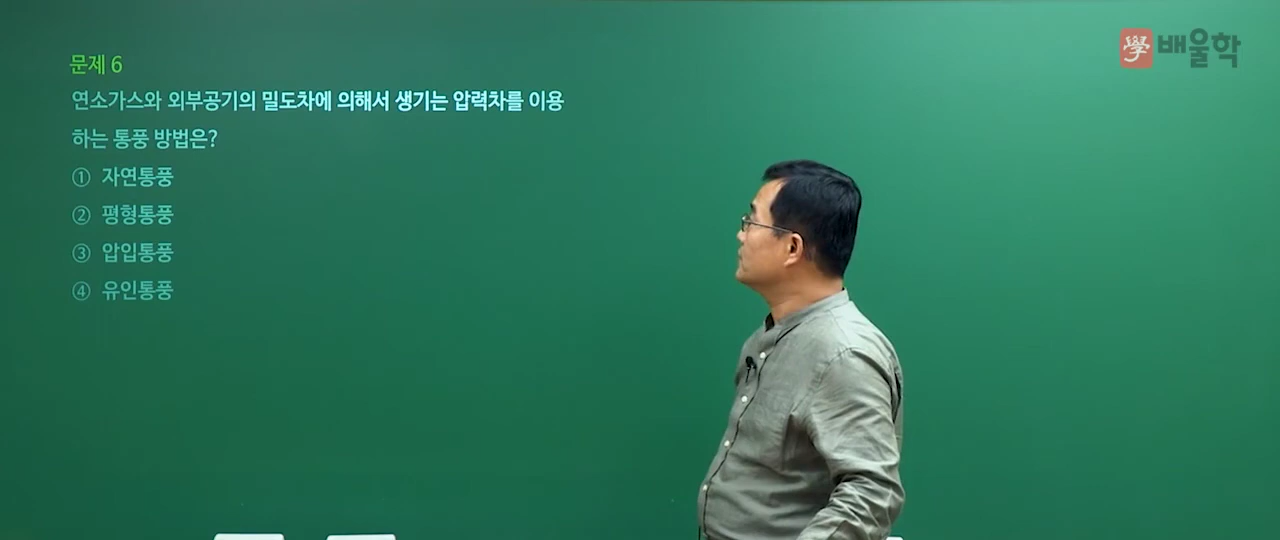 문제 6
연소가스와 외부공기의 밀도차에 의해서 생기는 압력차를 이용
하는 통풍 방법은?
① 자연통풍
② 평형통풍
③ 압입통풍
④ 유인통풍
學 배울학